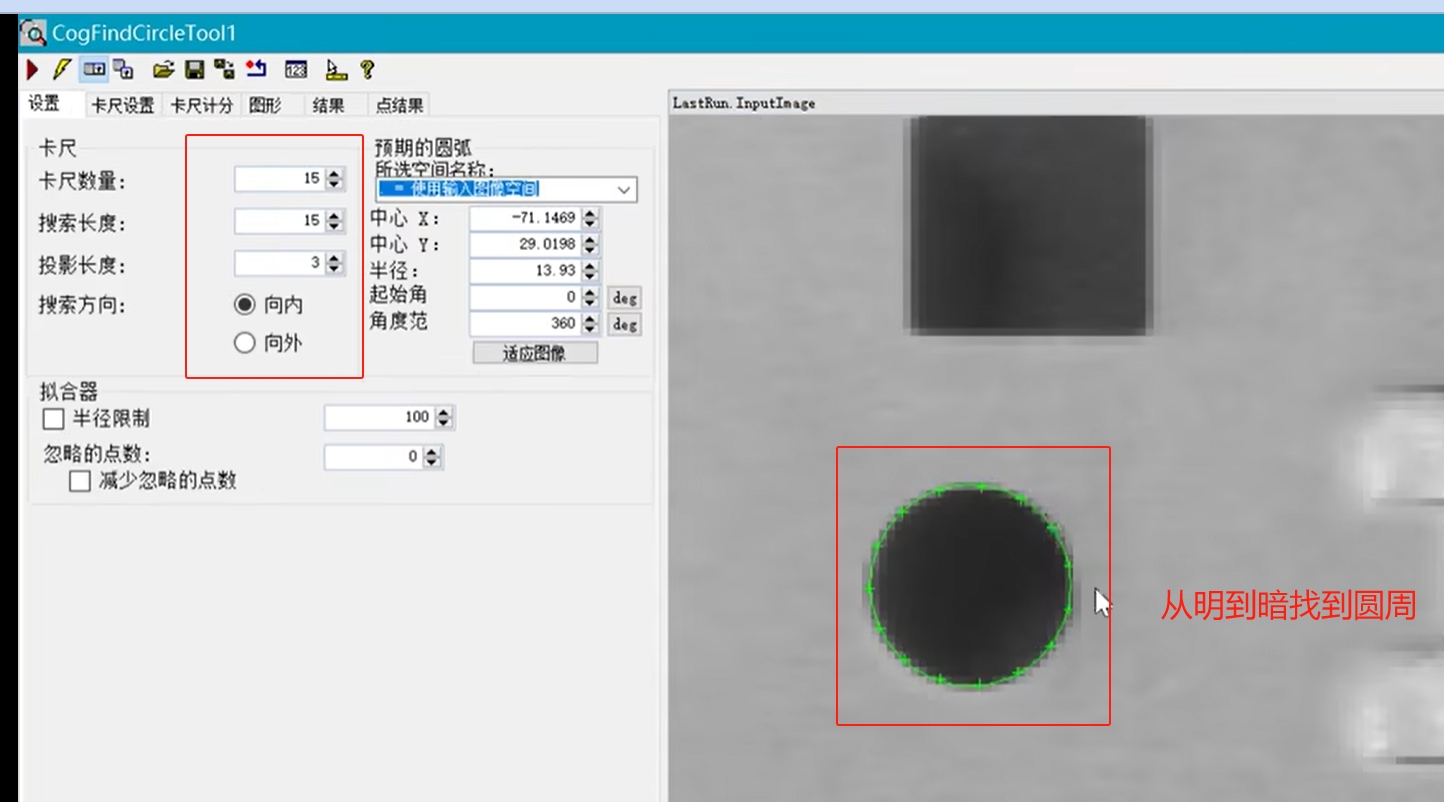 CogFindCircleTool1
设置 卡尺设置 卡尺计分 图形 结果 点结果
卡尺
卡尺数量: 15
搜索长度: 15
投影长度: 3
搜索方向: 向内
向外
预期的圆弧
所选空间名称:
. = 使用输入图像空间
中心 X: -71.1469
中心 Y: 29.0198
半径: 13.93
起始角 0 deg
角度范 360 deg
适应图像
拟合器
半径限制 100
忽略的点数: 0
减少忽略的点数
LastRun.InputImage
从明到暗找到圆周